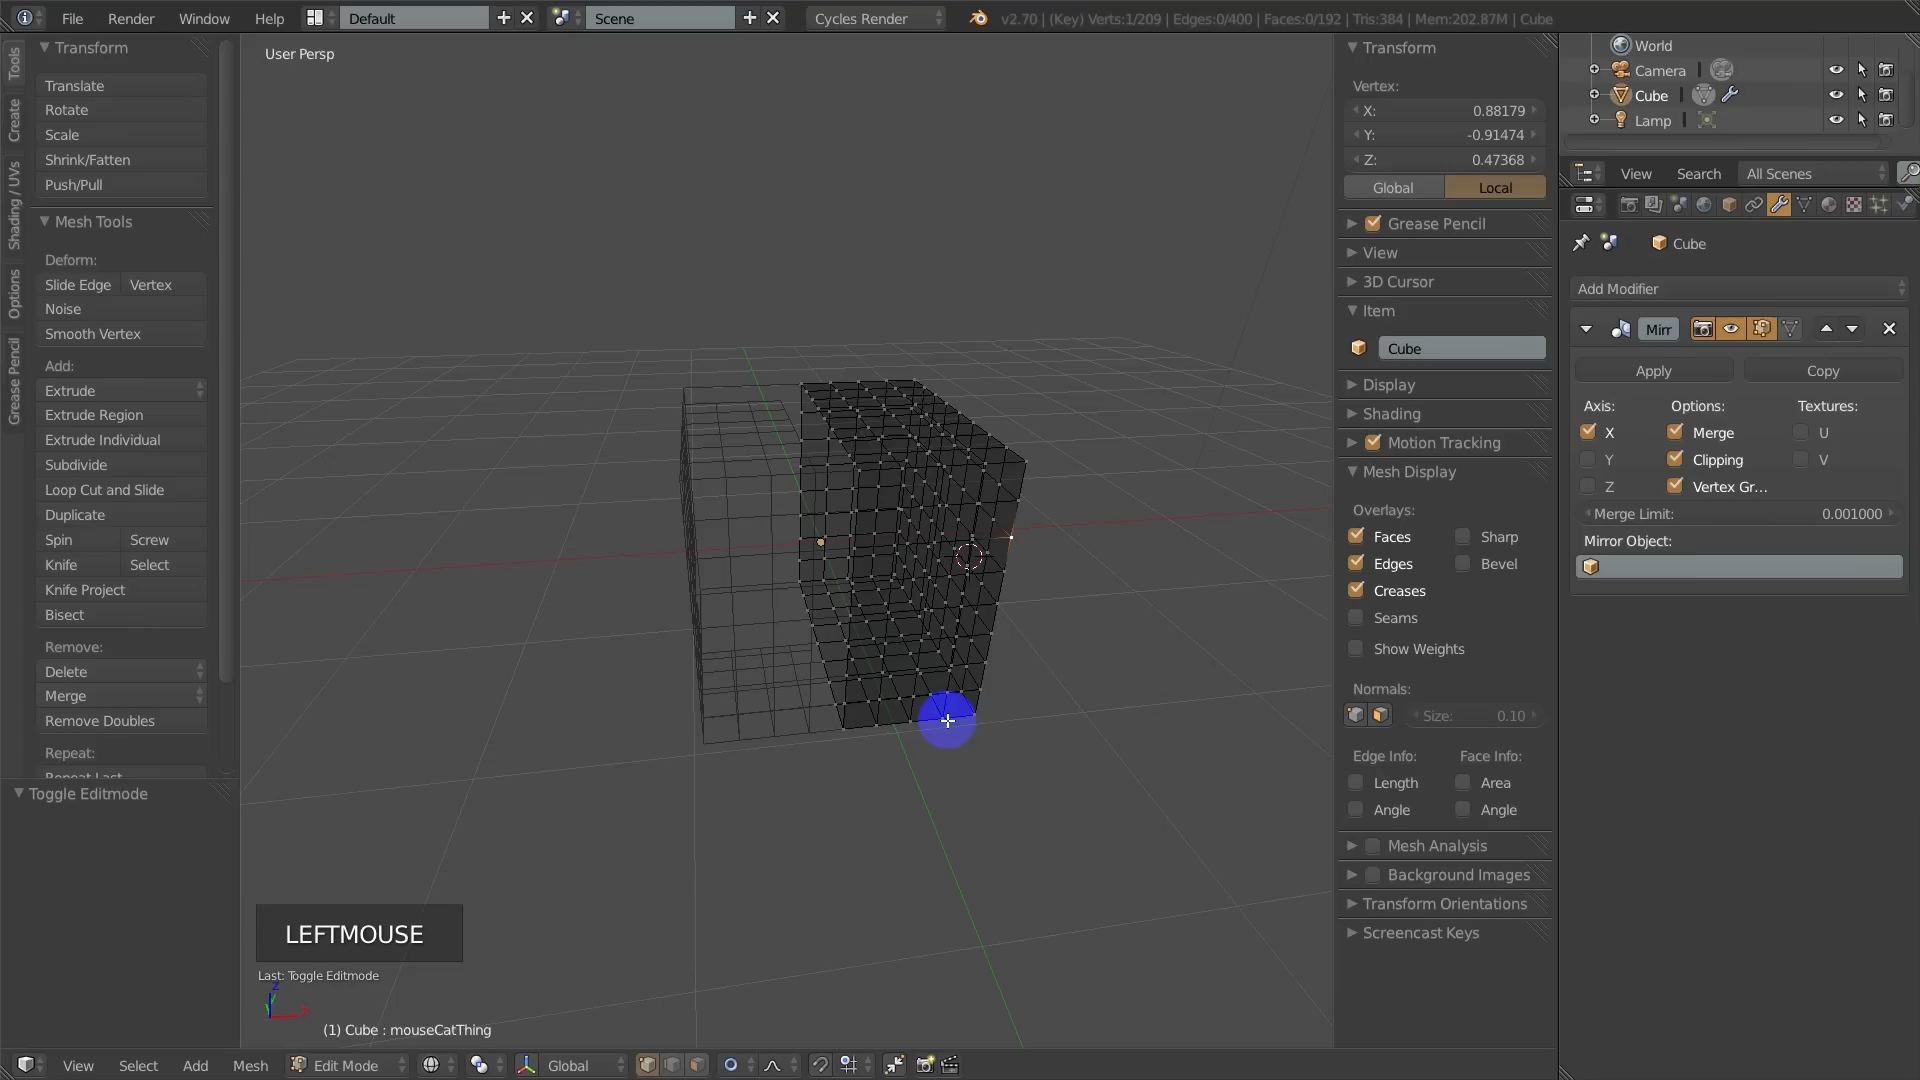 File Render Window Help Default Scene Cycles Render v2.70 | (Key) Verts:1/209 | Edges:0/400 | Faces:0/192 | Tris:384 | Mem:202.87M | Cube
Tools
Create
Shading / UVs
Options
Grease Pencil
Transform
Translate
Rotate
Scale
Shrink/Fatten
Push/Pull
Mesh Tools
Deform:
Slide Edge Vertex
Noise
Smooth Vertex
Add:
Extrude
Extrude Region
Extrude Individual
Subdivide
Loop Cut and Slide
Duplicate
Spin Screw
Knife Select
Knife Project
Bisect
Remove:
Delete
Merge
Remove Doubles
Repeat:
Repeat Last
Toggle Editmode
User Persp
LEFTMOUSE
Last: Toggle Editmode
Z
(1) Cube : mouseCatThing
View Select Add Mesh Edit Mode Global
Transform
Vertex:
X: 0.88179
Y: -0.91474
Z: 0.47368
Global Local
Grease Pencil
View
3D Cursor
Item
Cube
Display
Shading
Motion Tracking
Mesh Display
Overlays:
Faces Sharp
Edges Bevel
Creases
Seams
Show Weights
Normals:
Size: 0.10
Edge Info: Face Info:
Length Area
Angle Angle
Mesh Analysis
Background Images
Transform Orientations
Screencast Keys
World
Camera
Cube
Lamp
View Search All Scenes
Cube
Add Modifier
Mirr
Apply Copy
Axis: Options: Textures:
X Merge U
Y Clipping V
Z Vertex Gr...
Merge Limit: 0.001000
Mirror Object: